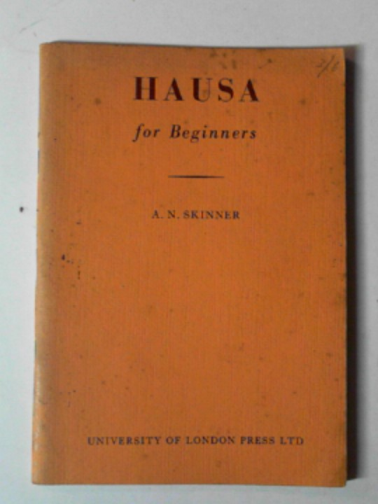 HAUSA
for Beginners
A. N. SKINNER
UNIVERSITY OF LONDON PRESS LTD